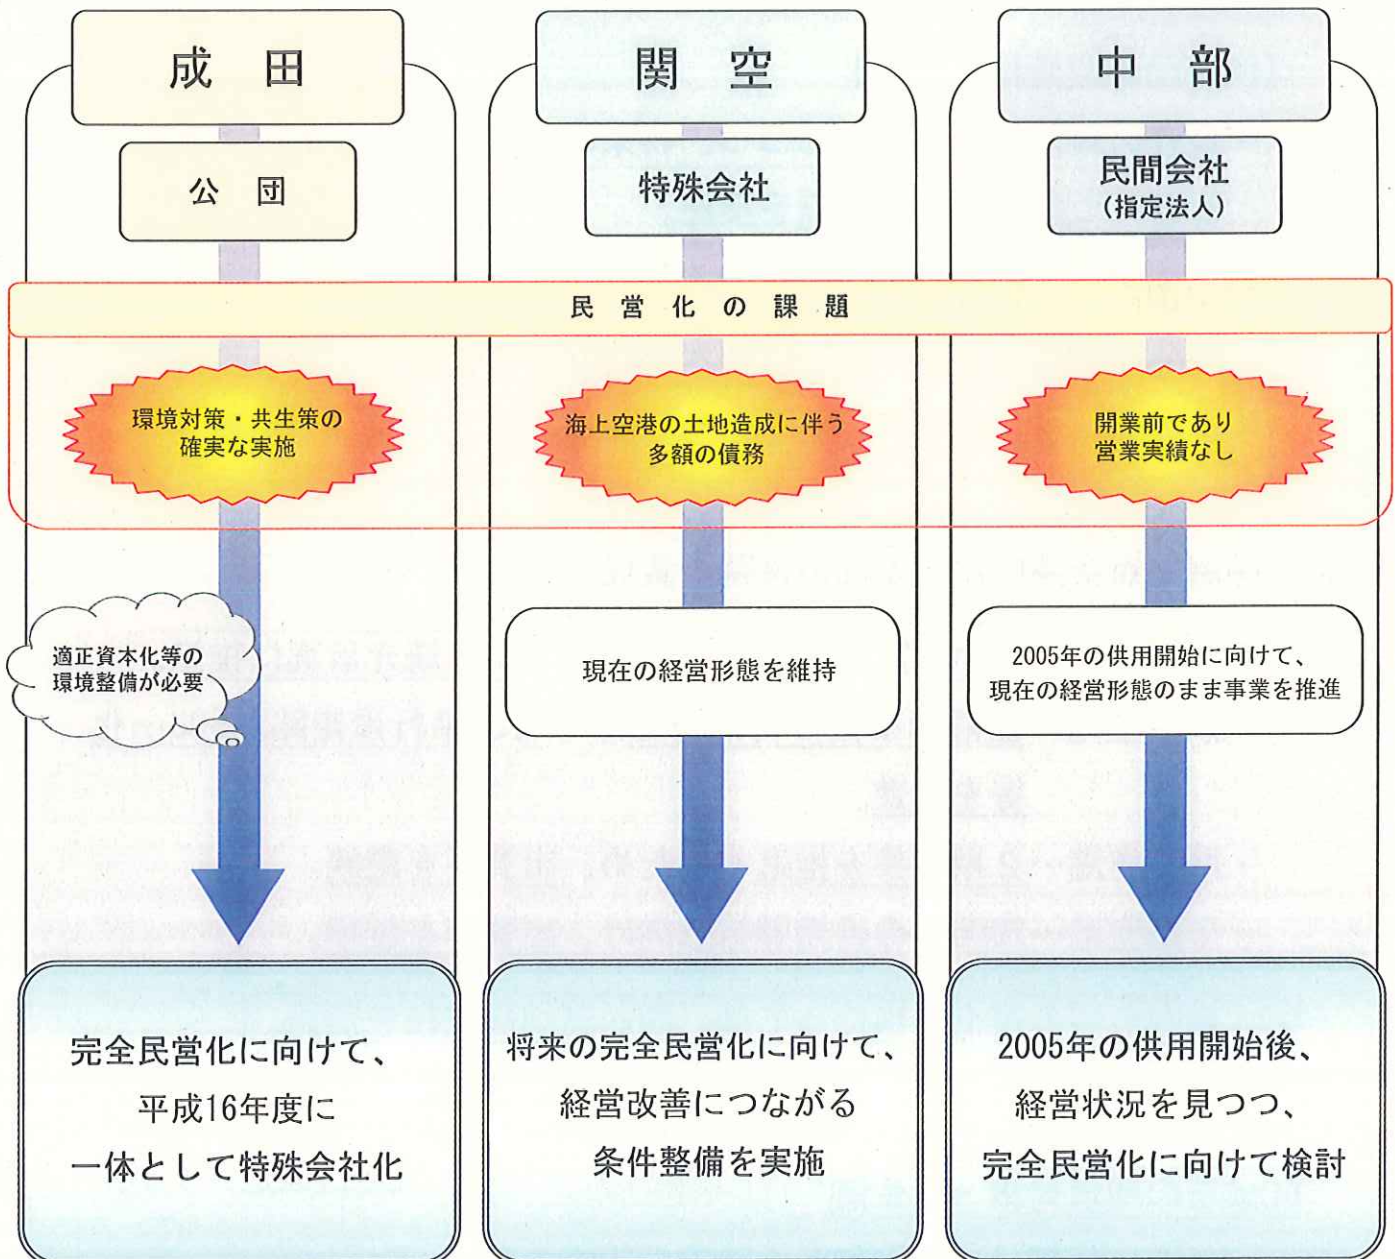 成田
公団
関空
特殊会社
中部
民間会社
(指定法人)
民営化の課題
環境対策・共生策の
確実な実施
海上空港の土地造成に伴う
多額の債務
開業前であり
営業実績なし
適正資本化等の
環境整備が必要
現在の経営形態を維持
2005年の供用開始に向けて、
現在の経営形態のまま事業を推進
完全民営化に向けて、
平成16年度に
一体として特殊会社化
将来の完全民営化に向けて、
経営改善につながる
条件整備を実施
2005年の供用開始後、
経営状況を見つつ、
完全民営化に向けて検討